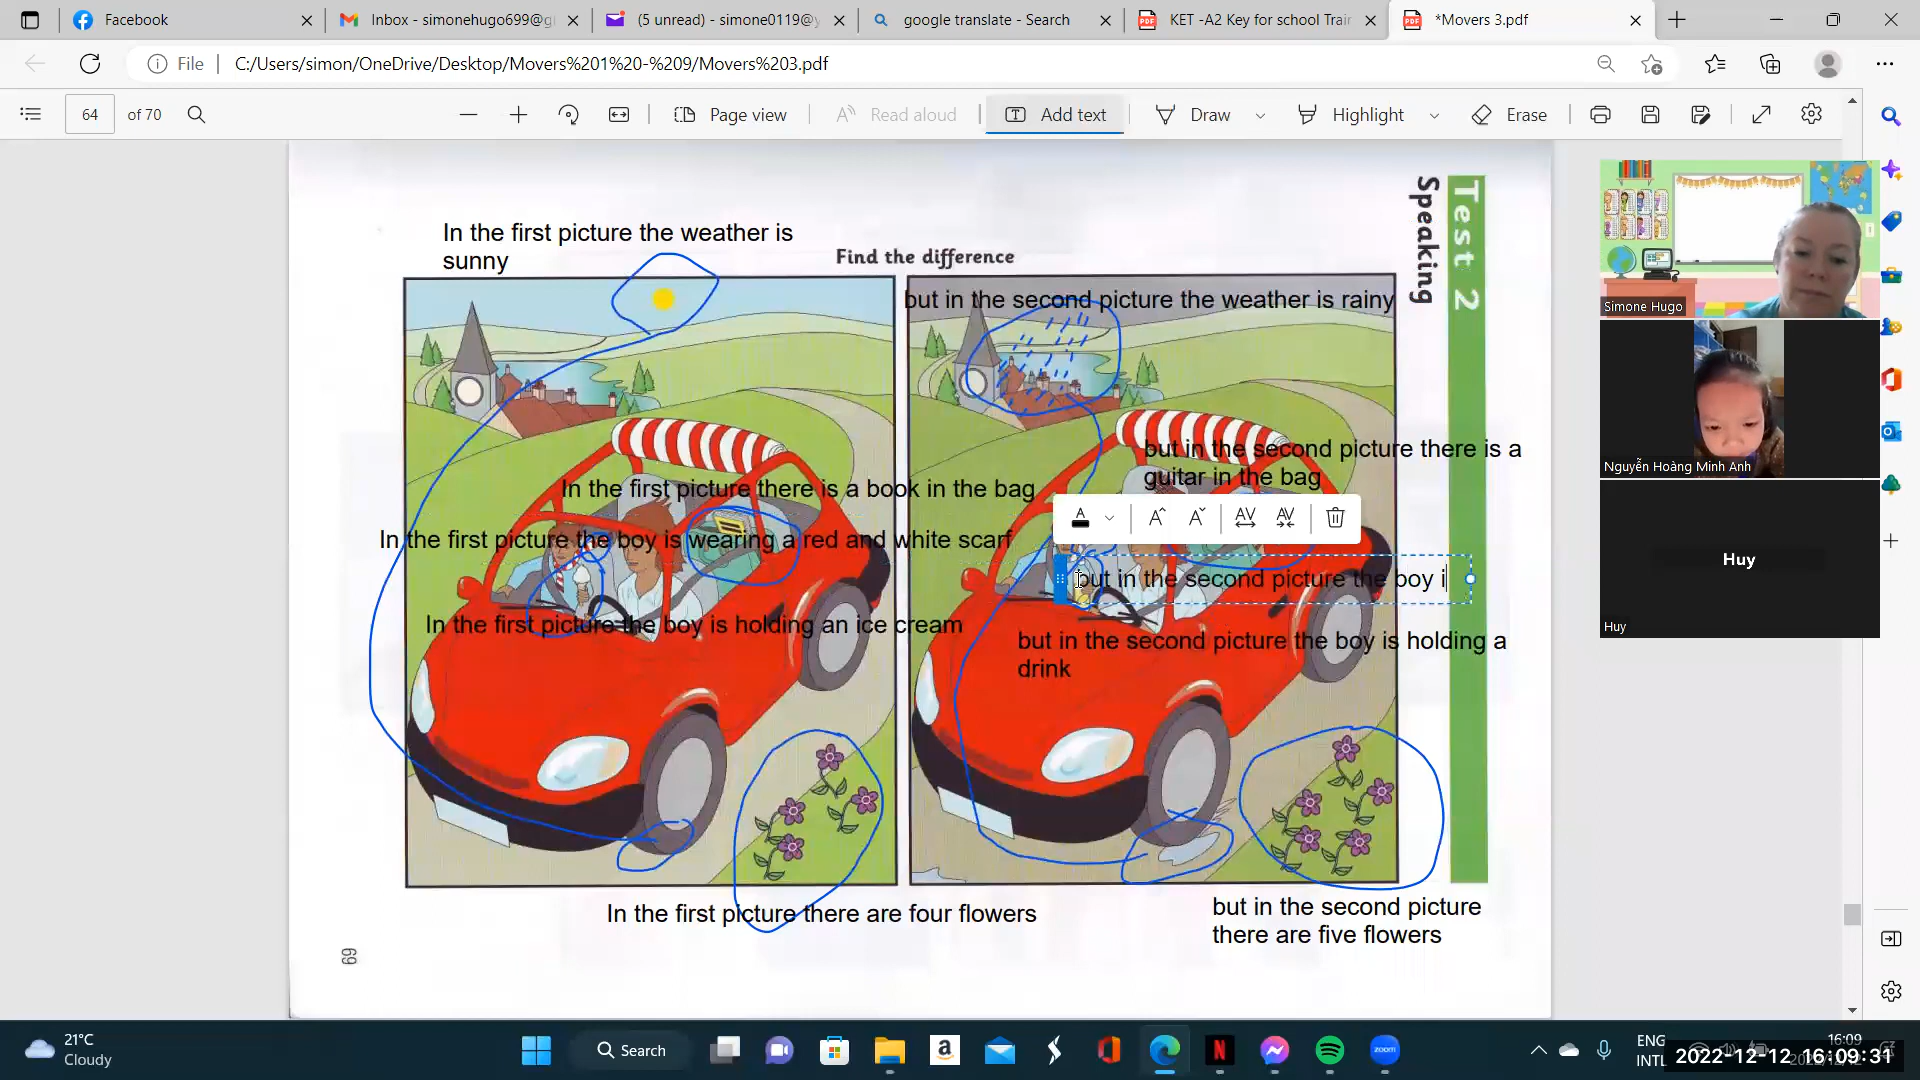 Facebook
Inbox - simonehugo699@g
(5 unread) - simone0119@y
google translate - Search
KET -A2 Key for school Trair
*Movers 3.pdf
File
C:/Users/simon/OneDrive/Desktop/Movers%201%20-%209/Movers%203.pdf
64
of 70
Page view
Read aloud
Add text
Draw
Highlight
Erase
In the first picture the weather is
sunny
Find the difference
but in the second picture the weather is rainy
Test 2
Speaking
but in the second picture there is a
guitar in the bag
In the first picture there is a book in the bag
In the first picture the boy is wearing a red and white scarf
but in the second picture the boy i
In the first picture the boy is holding an ice cream
but in the second picture the boy is holding a
drink
In the first picture there are four flowers
but in the second picture
there are five flowers
69
Simone Hugo
Nguyễn Hoàng Minh Anh
Huy
Huy
21°C
Cloudy
Search
zoom
ENG
INTL
16:09
2022-12-12 16:09:31